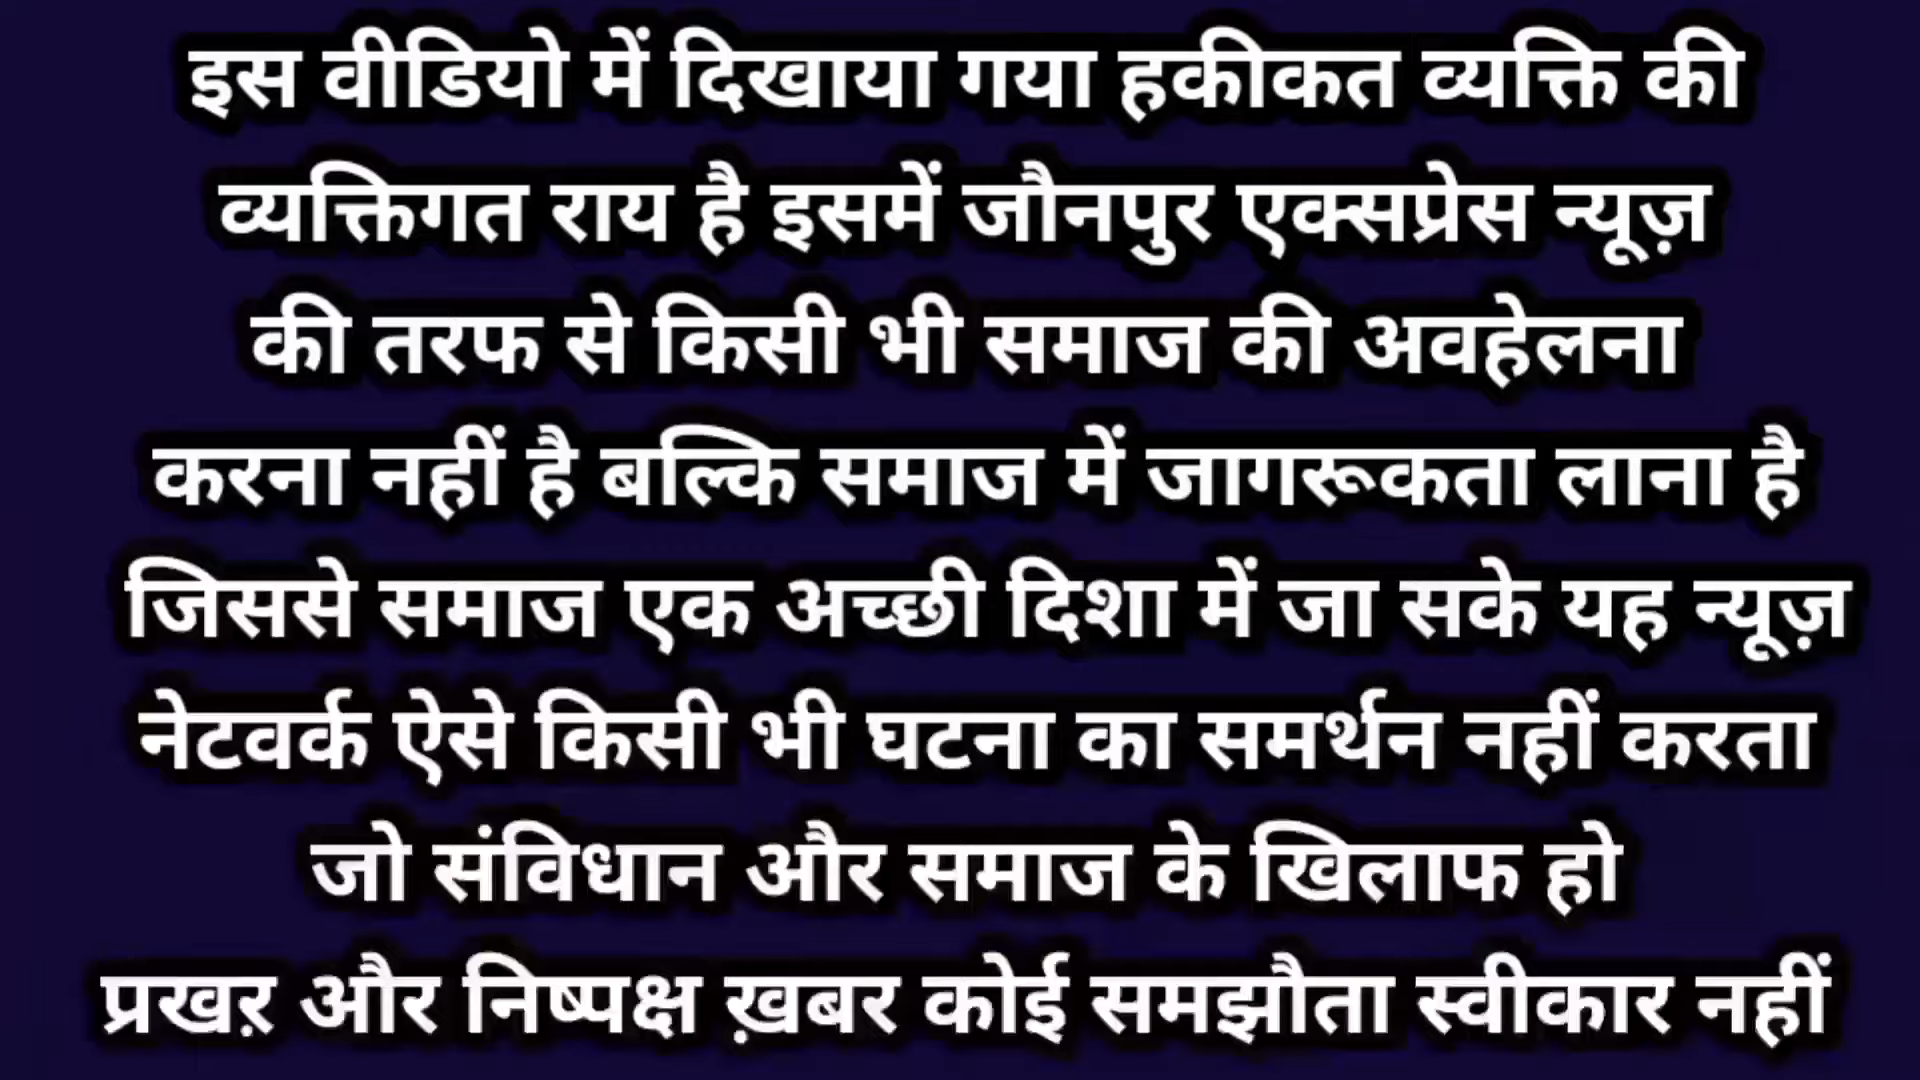 इस वीडियो में दिखाया गया हकीकत व्यक्ति की
व्यक्तिगत राय है इसमें जौनपुर एक्सप्रेस न्यूज़
की तरफ से किसी भी समाज की अवहेलना
करना नहीं है बल्कि समाज में जागरूकता लाना है
जिससे समाज एक अच्छी दिशा में जा सके यह न्यूज़
नेटवर्क ऐसे किसी भी घटना का समर्थन नहीं करता
जो संविधान और समाज के खिलाफ हो
प्रखऱ और निष्पक्ष ख़बर कोई समझौता स्वीकार नहीं